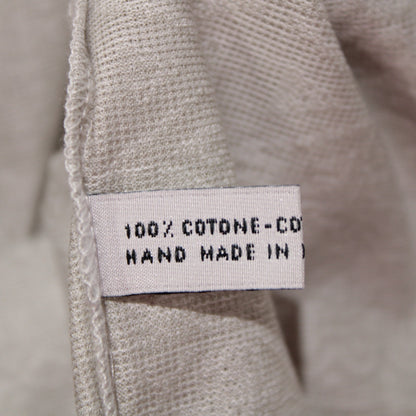 100% COTONE-CO
HAND MADE IN